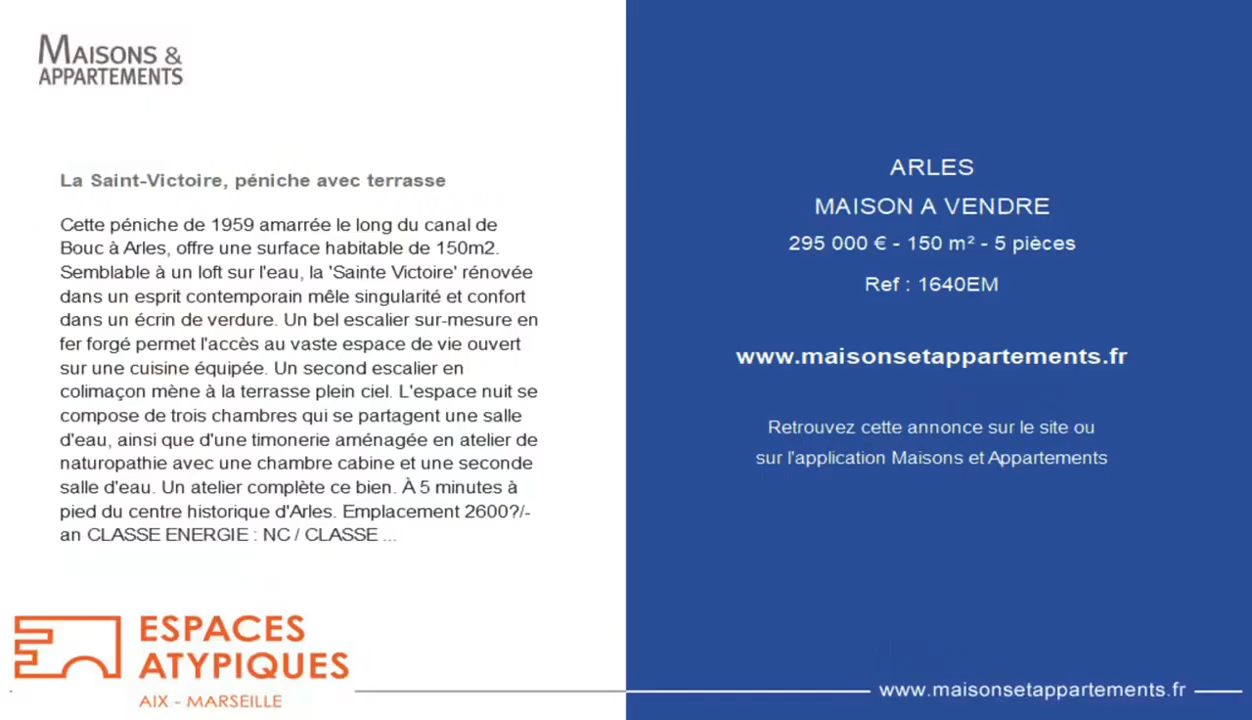 MAISONS &
APPARTEMENTS
La Saint-Victoire, péniche avec terrasse
Cette péniche de 1959 amarrée le long du canal de
Bouc à Arles, offre une surface habitable de 150m2.
Semblable à un loft sur l'eau, la 'Sainte Victoire' rénovée
dans un esprit contemporain mêle singularité et confort
dans un écrin de verdure. Un bel escalier sur-mesure en
fer forgé permet l'accès au vaste espace de vie ouvert
sur une cuisine équipée. Un second escalier en
colimaçon mène à la terrasse plein ciel. L'espace nuit se
compose de trois chambres qui se partagent une salle
d'eau, ainsi que d'une timonerie aménagée en atelier de
naturopathie avec une chambre cabine et une seconde
salle d'eau. Un atelier complète ce bien. À 5 minutes à
pied du centre historique d'Arles. Emplacement 2600?/-
an CLASSE ENERGIE : NC / CLASSE ...
ESPACES
ATYPIQUES
AIX - MARSEILLE
ARLES
MAISON A VENDRE
295 000 € - 150 m² - 5 pièces
Ref : 1640EM
www.maisonsetappartements.fr
Retrouvez cette annonce sur le site ou
sur l'application Maisons et Appartements
www.maisonsetappartements.fr